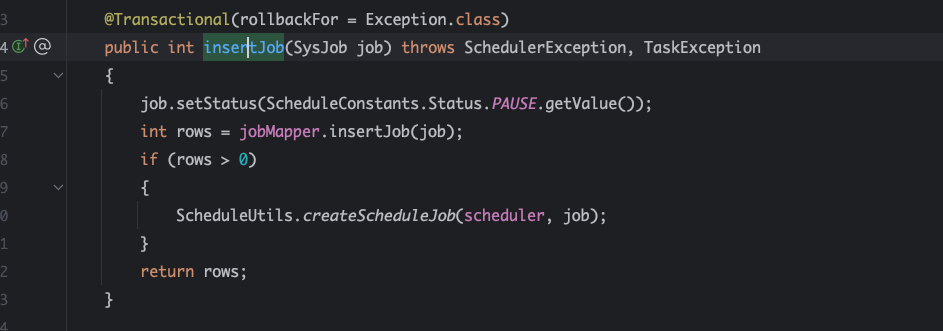 3 @Transactional(rollbackFor = Exception.class)
4 public int insertJob(SysJob job) throws SchedulerException, TaskException
5 {
6 job.setStatus(ScheduleConstants.Status.PAUSE.getValue());
7 int rows = jobMapper.insertJob(job);
8 if (rows > 0)
9 {
0 ScheduleUtils.createScheduleJob(scheduler, job);
1 }
2 return rows;
3 }
4